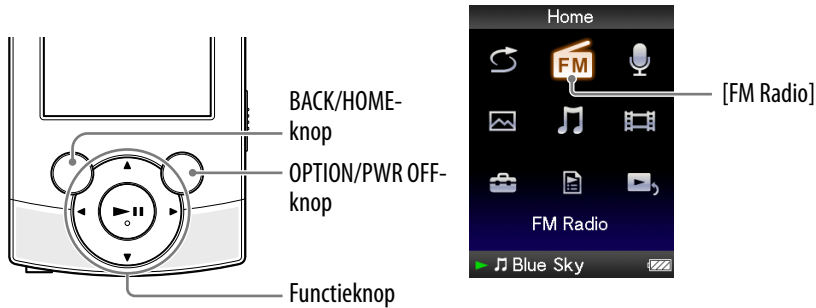 BACK/HOME-
knop
OPTION/PWR OFF-
knop
Functieknop
Home
FM
[FM Radio]
FM Radio
Blue Sky